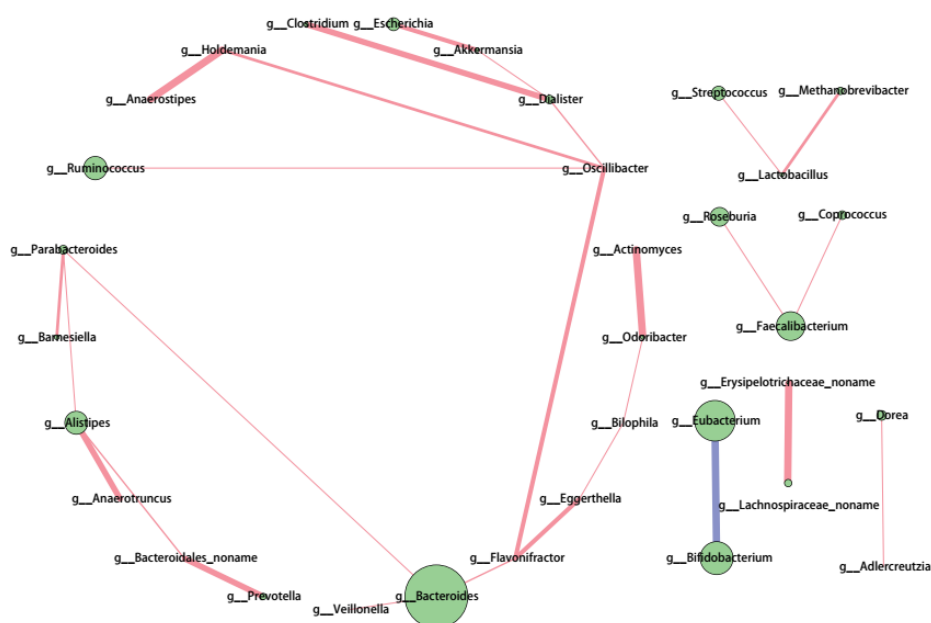 g__Clostridium
g__Escherichia
g__Holdemania
g__Akkermansia
g__Anaerostipes
g__Dialister
g__Streptococcus
g__Methanobrevibacter
g__Ruminococcus
g__Oscillibacter
g__Lactobacillus
g__Roseburia
g__Coprococcus
g__Parabacteroides
g__Actinomyces
g__Faecalibacterium
g__Barnesiella
g__Odoribacter
g__Erysipelotrichaceae_noname
g__Alistipes
g__Bilophila
g__Eubacterium
g__Dorea
g__Anaerotruncus
g__Eggerthella
g__Lachnospiraceae_noname
g__Bacteroidales_noname
g__Flavonifractor
g__Bifidobacterium
g__Adlercreutzia
g__Prevotella
g__Veillonella
g__Bacteroides